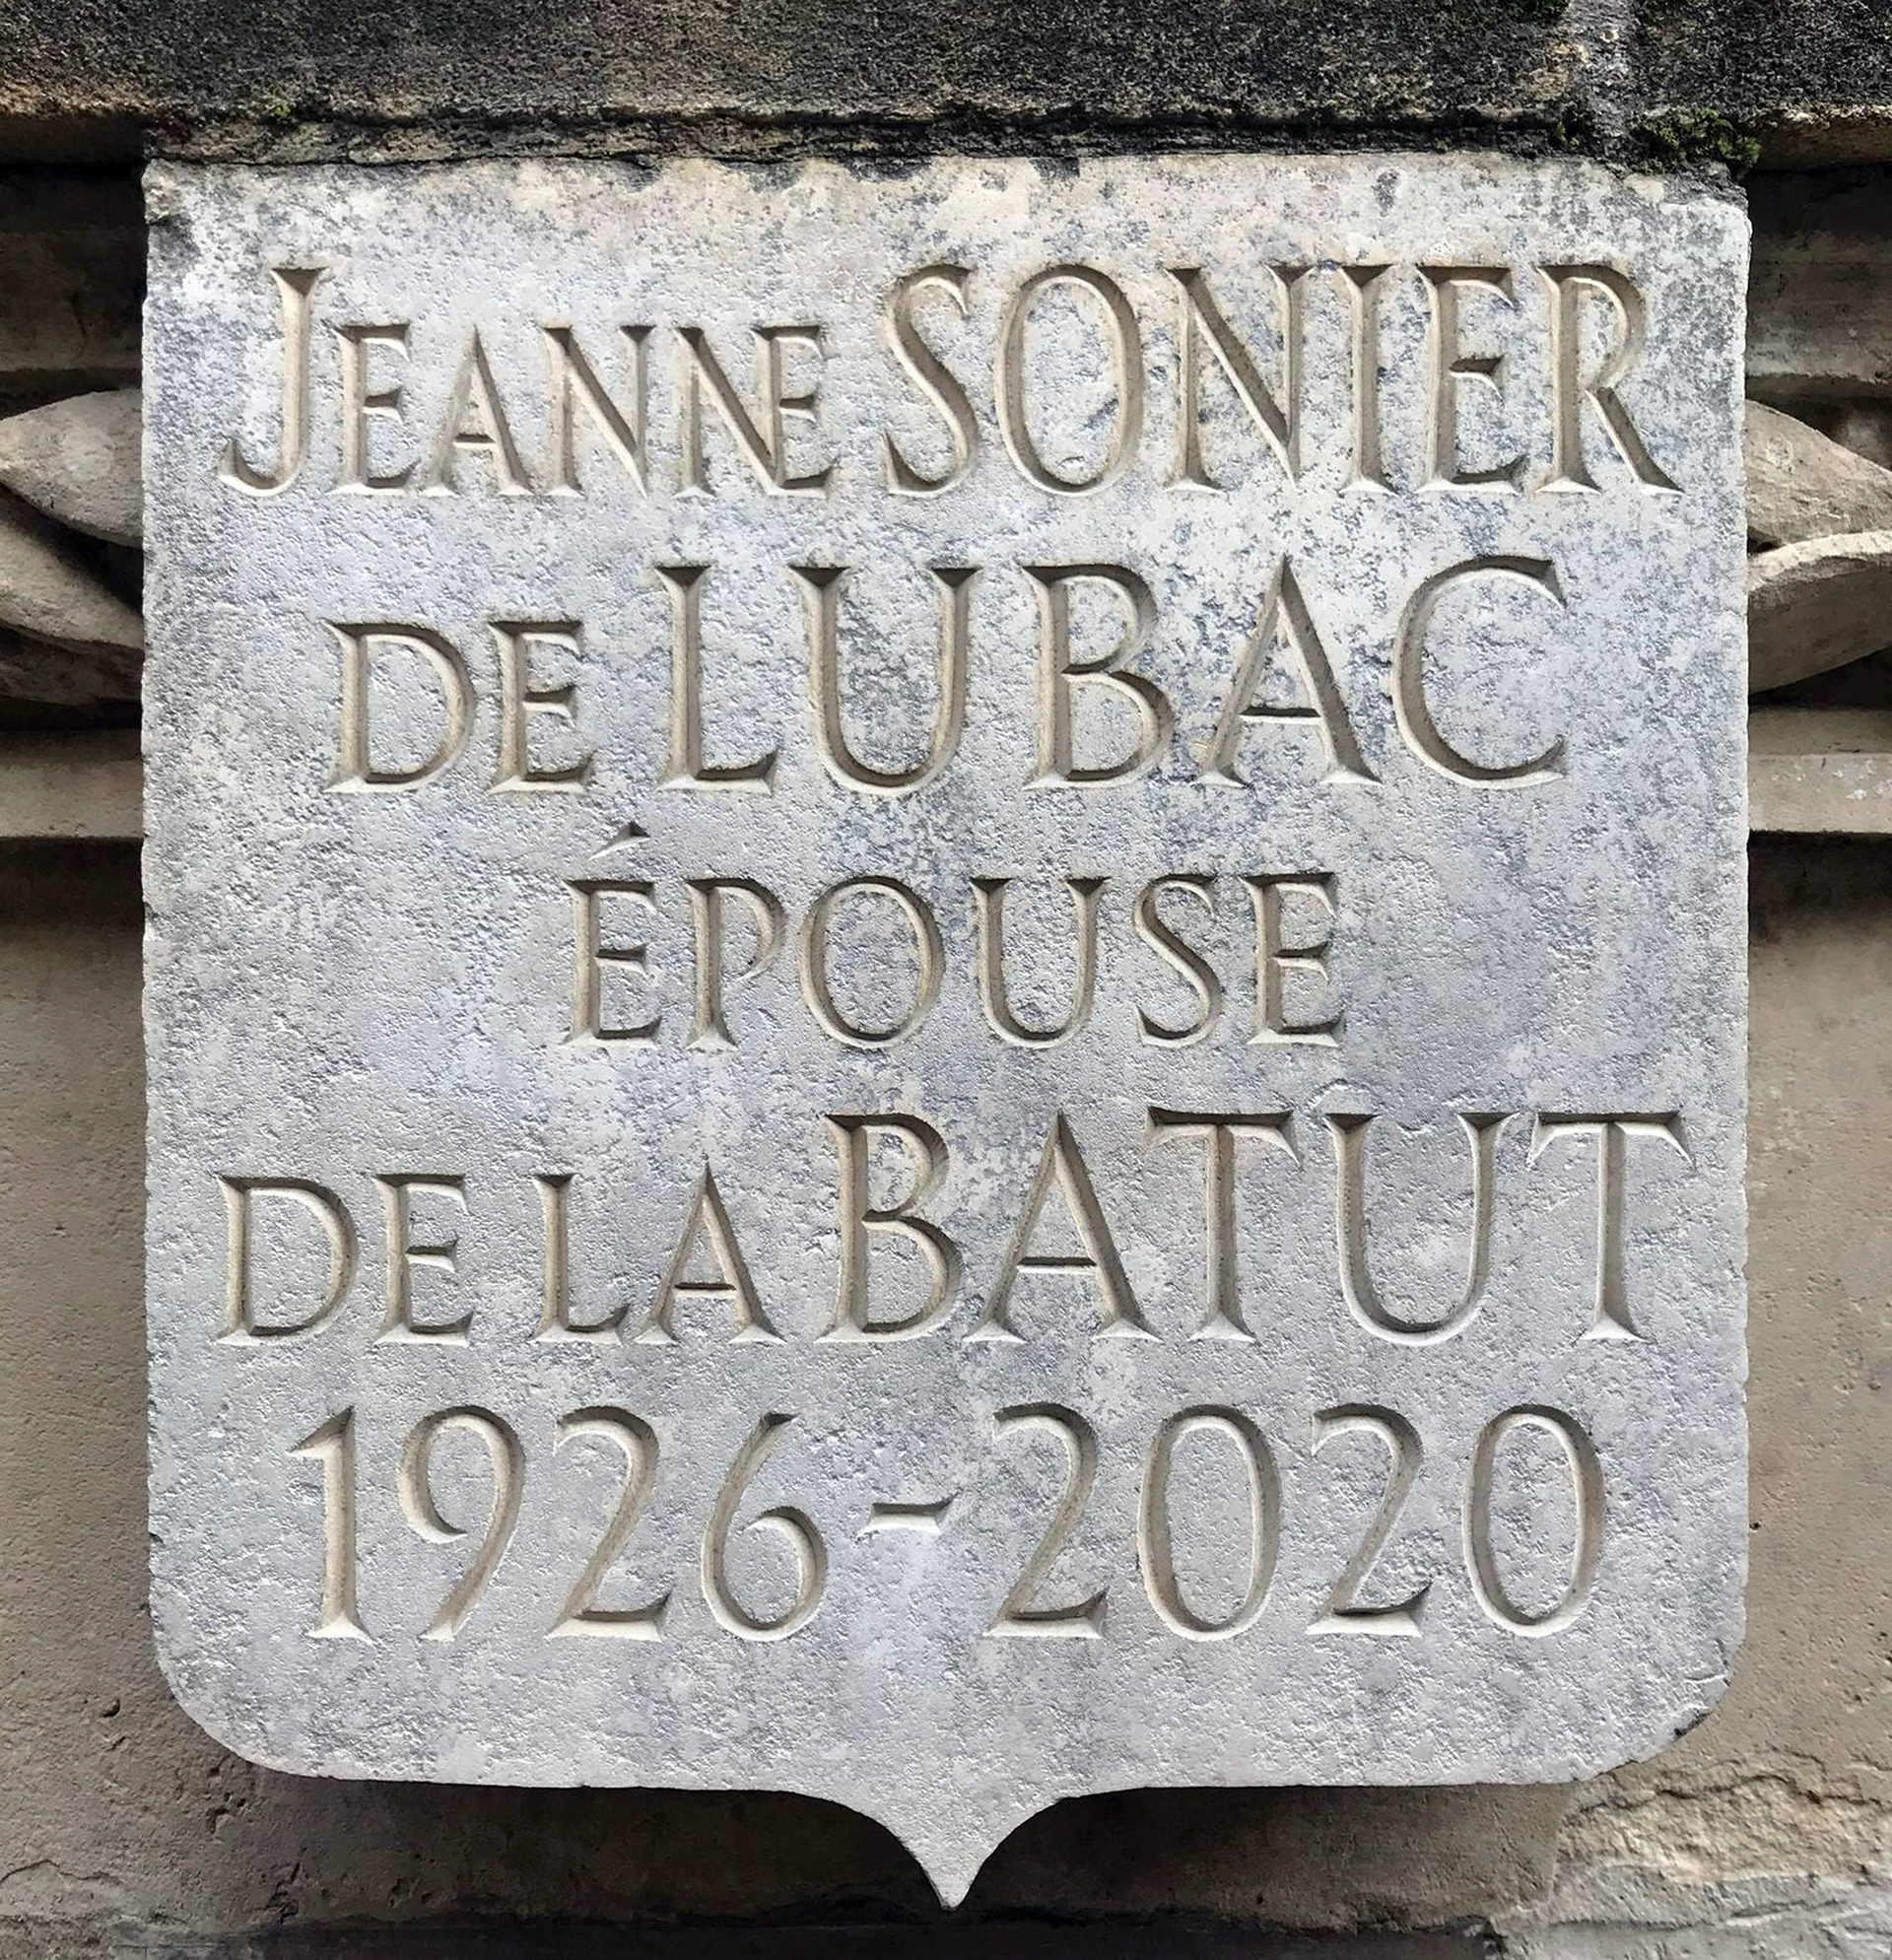 JEANNE SONIER
DE LUBAC
ÉPOUSE
DE LA BATUT
1926-2020